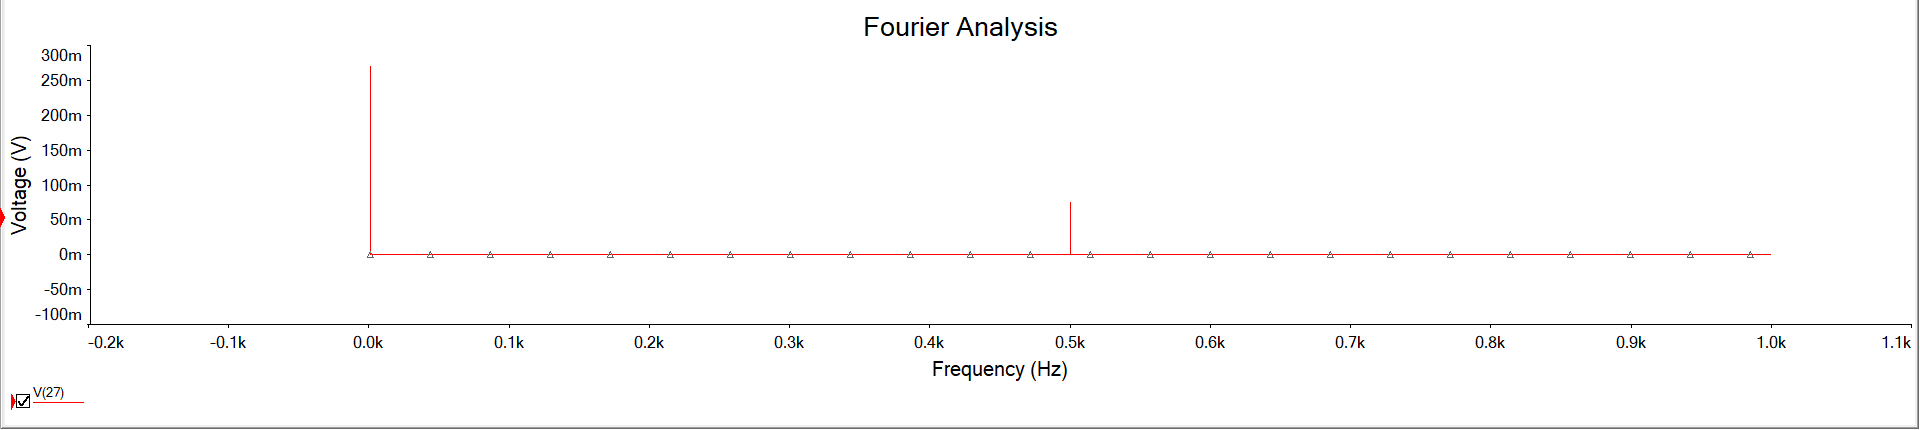 Fourier Analysis
300m
250m
200m
150m
100m
50m
0m
-50m
-100m
Voltage (V)
-0.2k -0.1k 0.0k 0.1k 0.2k 0.3k 0.4k 0.5k 0.6k 0.7k 0.8k 0.9k 1.0k 1.1k
Frequency (Hz)
V(27)